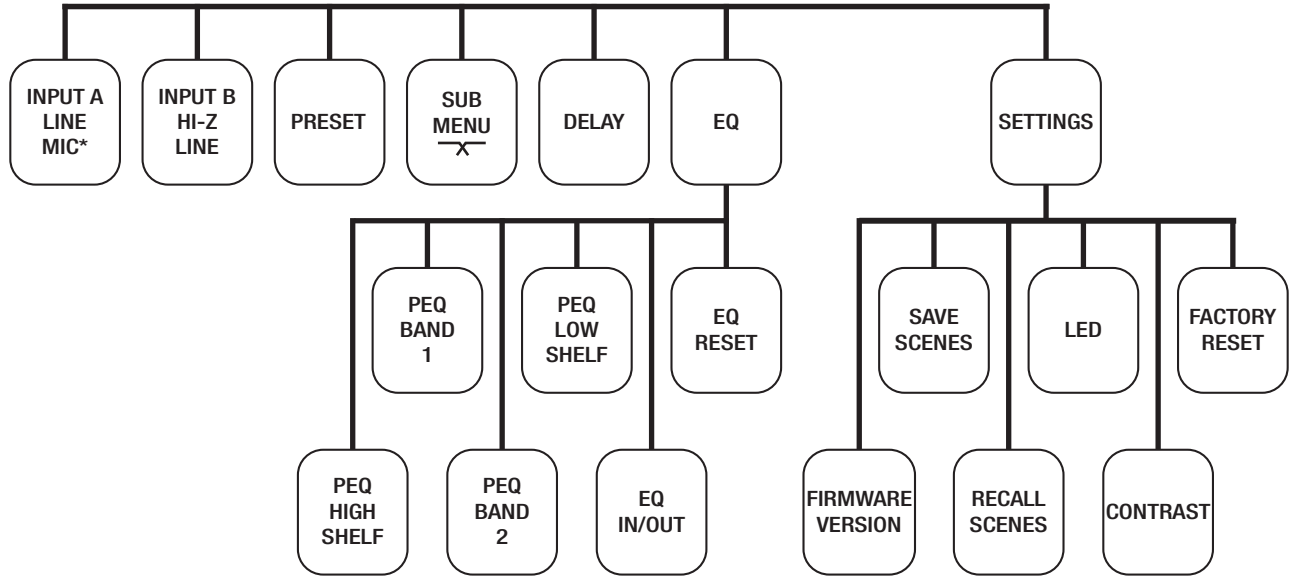 INPUT A
LINE
MIC*
INPUT B
HI-Z
LINE
PRESET
SUB
MENU
X
DELAY
EQ
SETTINGS
PEQ
BAND
1
PEQ
LOW
SHELF
EQ
RESET
SAVE
SCENES
LED
FACTORY
RESET
PEQ
HIGH
SHELF
PEQ
BAND
2
EQ
IN/OUT
FIRMWARE
VERSION
RECALL
SCENES
CONTRAST